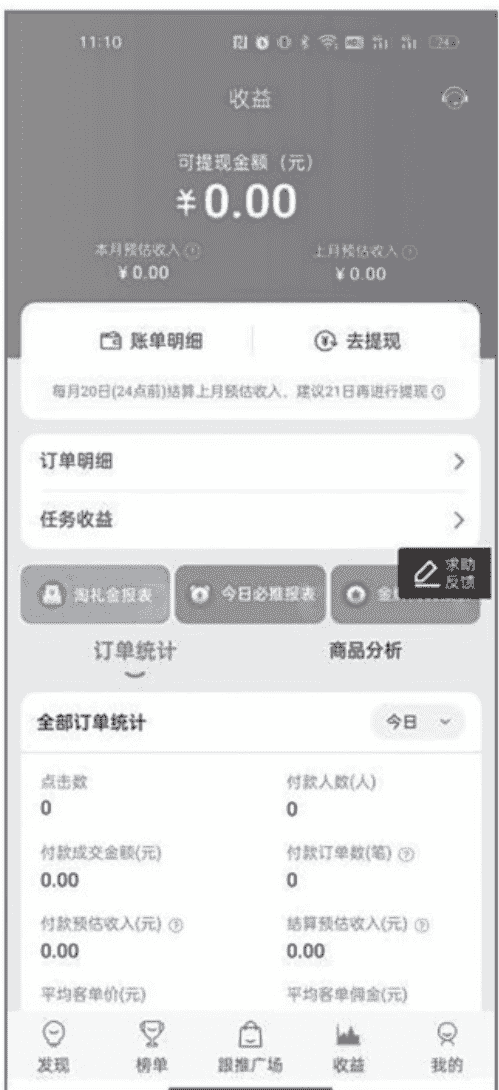 11:10
24
收益
可提现金额（元）
¥0.00
本月预估收入 上月预估收入
¥0.00 ¥0.00
账单明细 去提现
每月20日(24点前)结算上月预估收入，建议21日再进行提现
订单明细
任务收益
求助
反馈
淘礼金报表 今日必推报表 金
订单统计 商品分析
全部订单统计 今日
点击数 付款人数(人)
0 0
付款成交金额(元) 付款订单数(笔)
0.00 0
付款预估收入(元) 结算预估收入(元)
0.00 0.00
平均客单价(元) 平均客单佣金(元)
发现 榜单 跟推广场 收益 我的